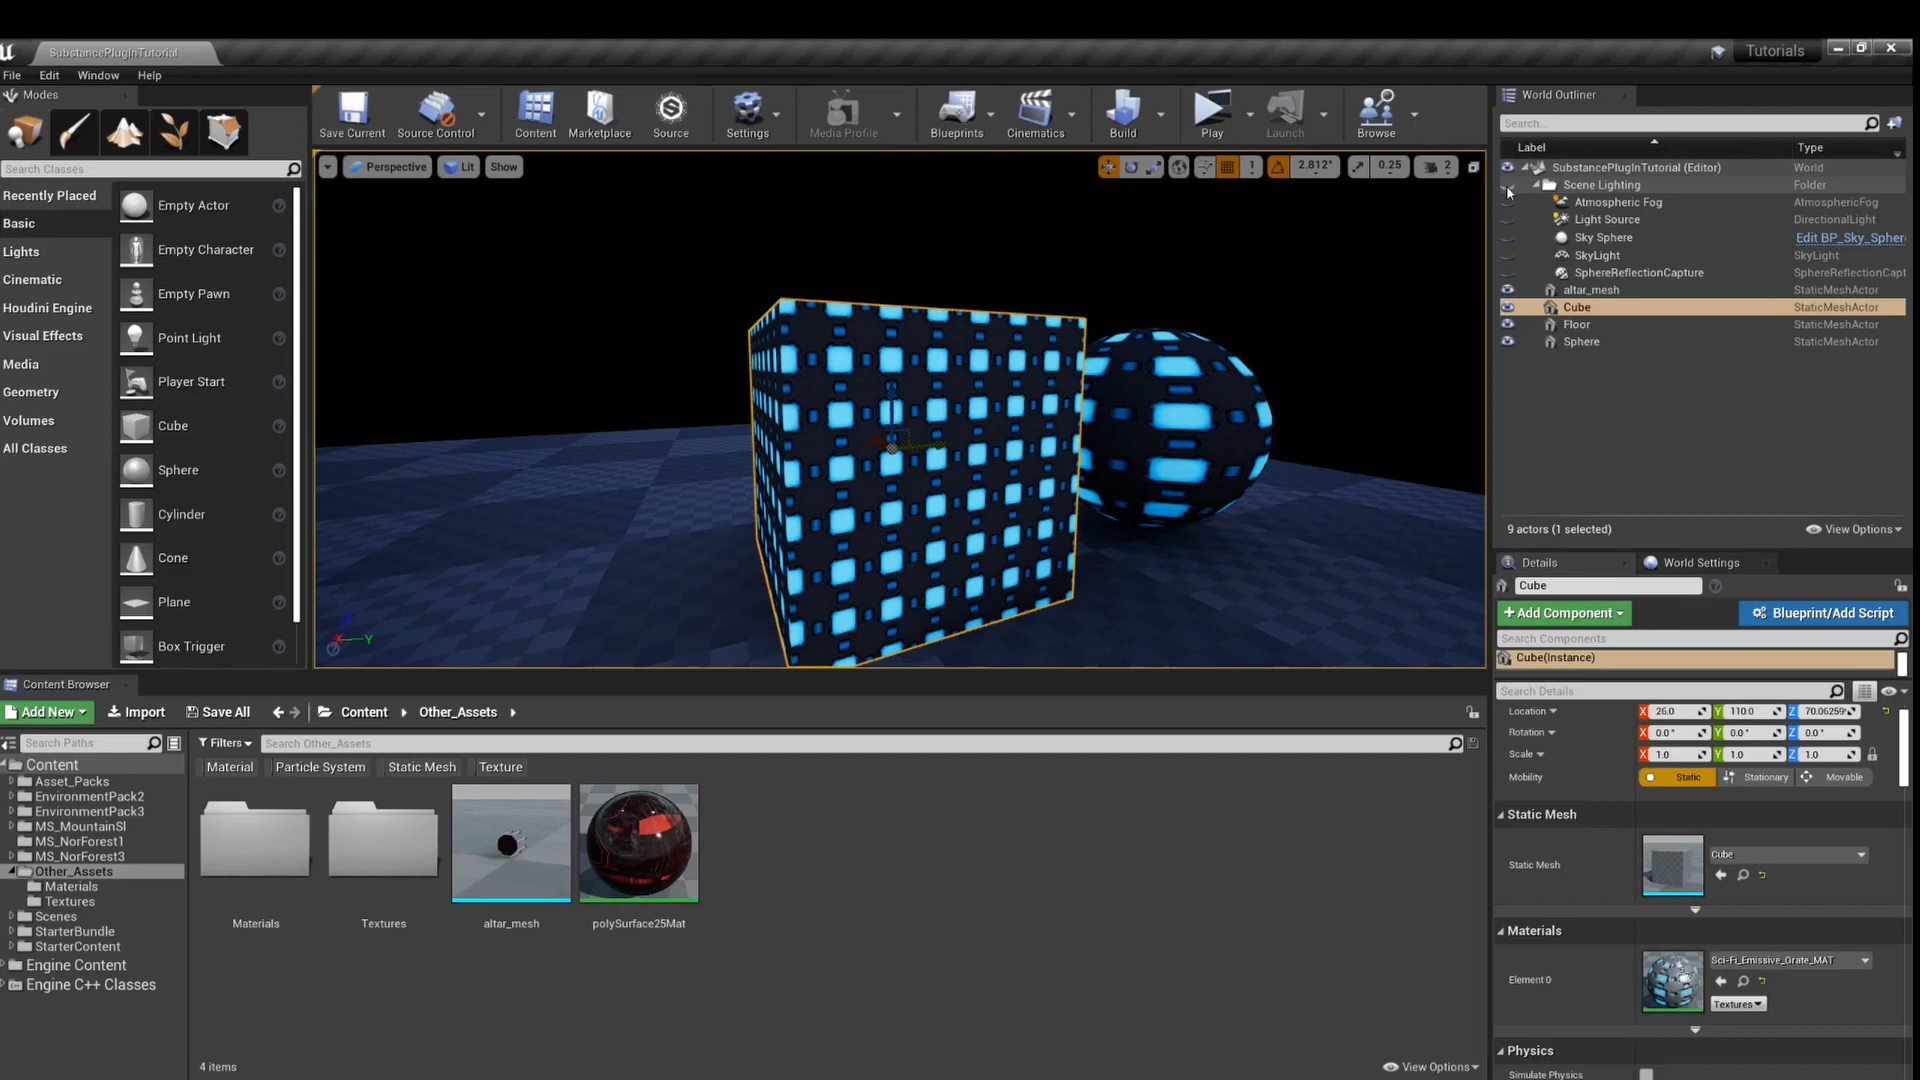 SubstancePlugInTutorial
Tutorials
File Edit Window Help
Modes
Search Classes
Recently Placed
Basic
Lights
Cinematic
Houdini Engine
Visual Effects
Media
Geometry
Volumes
All Classes
Empty Actor
Empty Character
Empty Pawn
Point Light
Player Start
Cube
Sphere
Cylinder
Cone
Plane
Box Trigger
Save Current
Source Control
Content
Marketplace
Source
Settings
Media Profile
Blueprints
Cinematics
Build
Play
Launch
Browse
Perspective Lit Show
1 2.812° 0.25 2
Z
X Y
World Outliner
Search...
Label Type
SubstancePlugInTutorial (Editor) World
Scene Lighting Folder
Atmospheric Fog AtmosphericFog
Light Source DirectionalLight
Sky Sphere Edit BP_Sky_Spher
SkyLight SkyLight
SphereReflectionCapture SphereReflectionCapt
altar_mesh StaticMeshActor
Cube StaticMeshActor
Floor StaticMeshActor
Sphere StaticMeshActor
9 actors (1 selected) View Options
Details World Settings
Cube
+Add Component Blueprint/Add Script
Search Components
Cube(Instance)
Search Details
Location X 26.0 Y 110.0 Z 70.06259
Rotation X 0.0° Y 0.0° Z 0.0°
Scale X 1.0 Y 1.0 Z 1.0
Mobility Static Stationary Movable
Static Mesh
Static Mesh Cube
Materials
Element 0 Sci-Fi_Emissive_Grate_MAT
Textures
Physics
Simulate Physics
Content Browser
Add New Import Save All Content Other_Assets
Search Paths
Filters Search Other_Assets
Material Particle System Static Mesh Texture
Content
Asset_Packs
EnvironmentPack2
EnvironmentPack3
MS_MountainSl
MS_NorForest1
MS_NorForest3
Other_Assets
Materials
Textures
Scenes
StarterBundle
StarterContent
Engine Content
Engine C++ Classes
Materials
Textures
altar_mesh
polySurface25Mat
4 items View Options